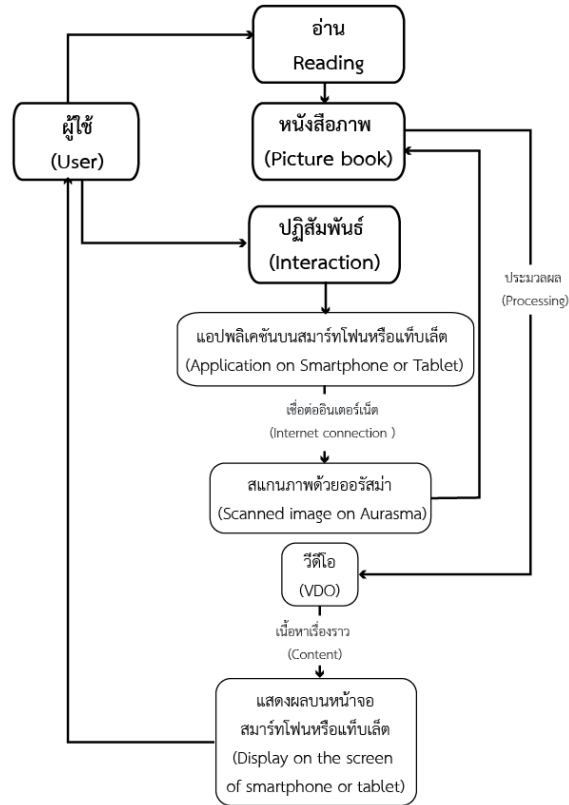 อ่าน
Reading
ผู้ใช้
(User)
หนังสือภาพ
(Picture book)
ปฏิสัมพันธ์
(Interaction)
ประมวลผล
(Processing)
แอปพลิเคชันบนสมาร์ทโฟนหรือแท็บเล็ต
(Application on Smartphone or Tablet)
เชื่อต่ออินเตอร์เน็ต
(Internet connection )
สแกนภาพด้วยออรัสม่า
(Scanned image on Aurasma)
วีดีโอ
(VDO)
เนื้อหาเรื่องราว
(Content)
แสดงผลบนหน้าจอ
สมาร์ทโฟนหรือแท็บเล็ต
(Display on the screen
of smartphone or tablet)